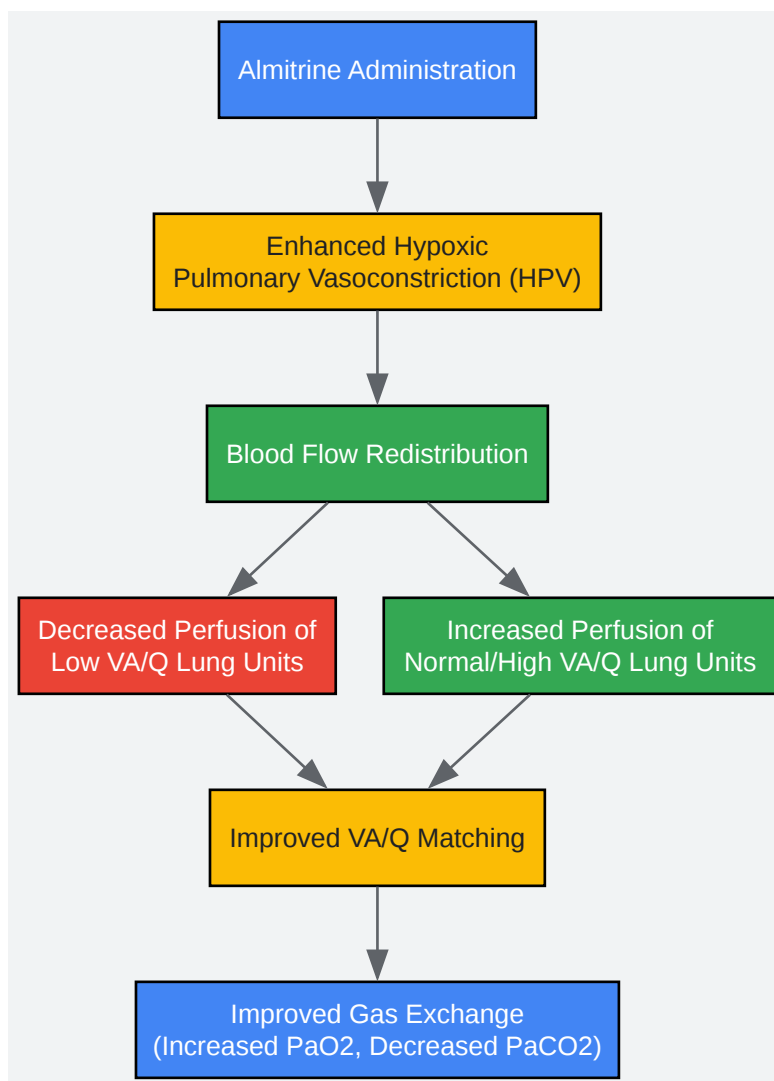 Almitrine Administration
Enhanced Hypoxic
Pulmonary Vasoconstriction (HPV)
Blood Flow Redistribution
Decreased Perfusion of
Low VA/Q Lung Units
Increased Perfusion of
Normal/High VA/Q Lung Units
Improved VA/Q Matching
Improved Gas Exchange
(Increased PaO2, Decreased PaCO2)